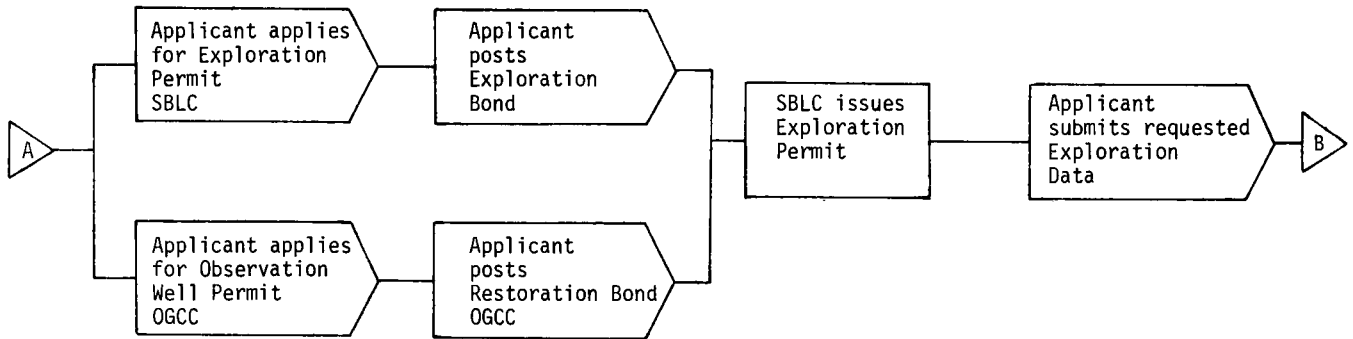 A
Applicant applies
for Exploration
Permit
SBLC
Applicant
posts
Exploration
Bond
Applicant applies
for Observation
Well Permit
OGCC
Applicant
posts
Restoration Bond
OGCC
SBLC issues
Exploration
Permit
Applicant
submits requested
Exploration
Data
B